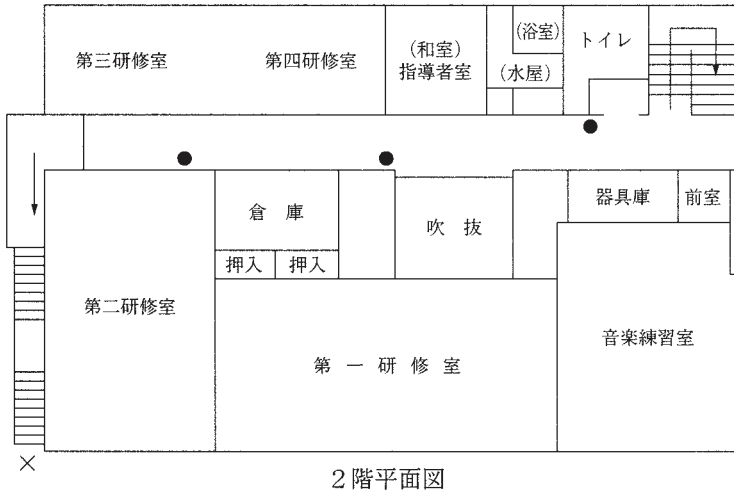 第三研修室
第四研修室
(和室)
指導者室
(浴室)
(水屋)
トイレ
倉庫
押入
押入
吹抜
器具庫
前室
第二研修室
第一研修室
音楽練習室
×
2階平面図